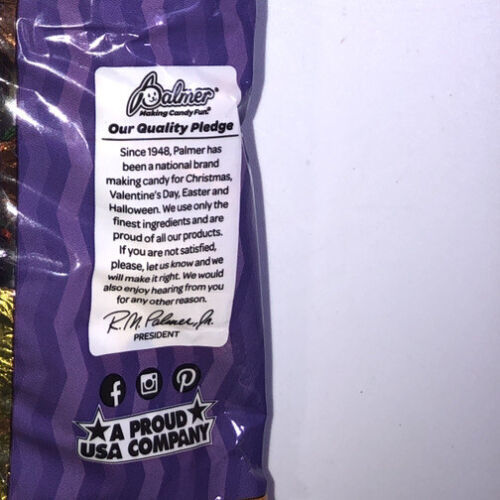 Palmer®
Making Candy Fun.®
Our Quality Pledge
Since 1948, Palmer has
been a national brand
making candy for Christmas,
Valentine's Day, Easter and
Halloween. We use only the
finest ingredients and are
proud of all our products.
If you are not satisfied,
please, let us know and we
will make it right. We would
also enjoy hearing from you
for any other reason.
R.M. Palmer, Jr.
PRESIDENT
A PROUD
USA COMPANY